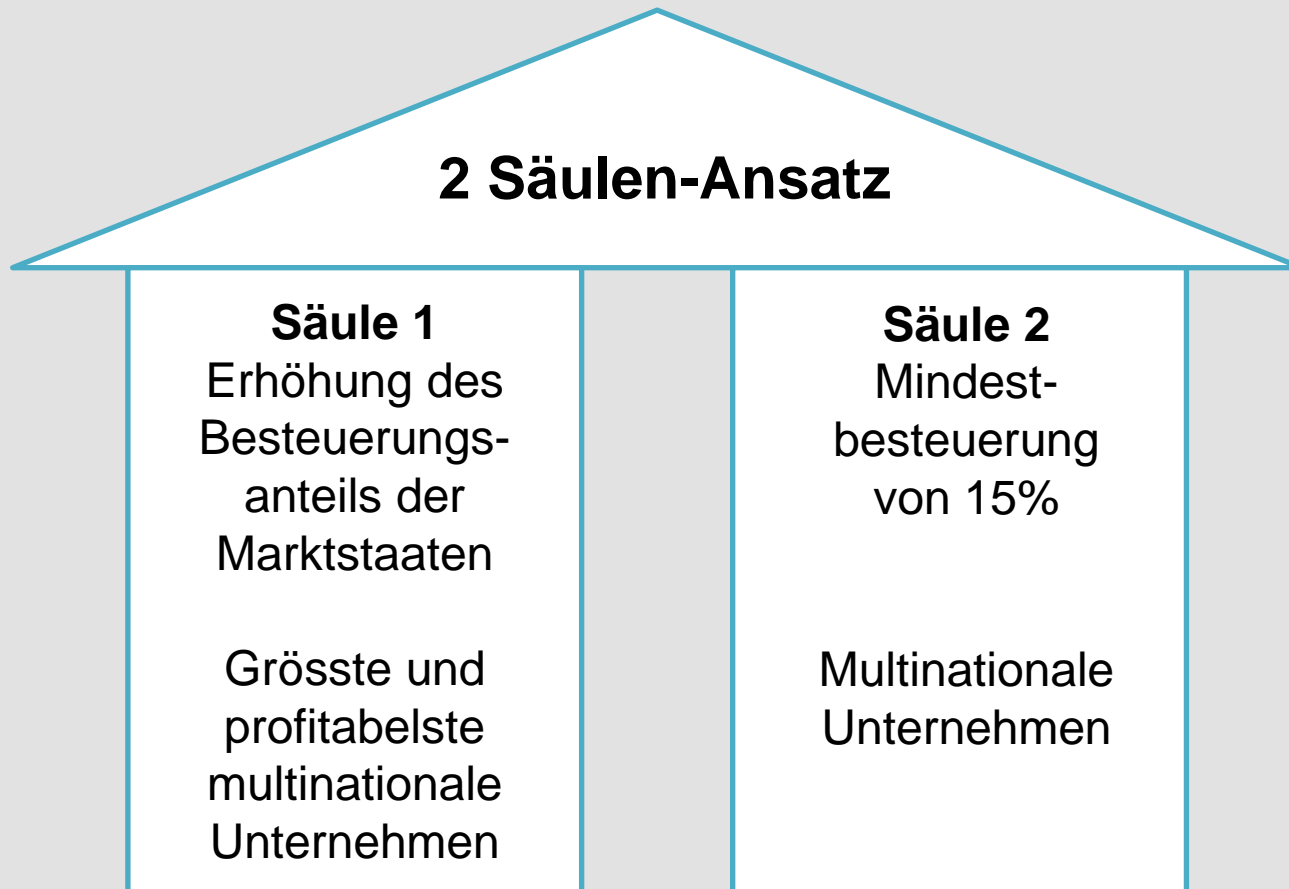 2 Säulen-Ansatz
Säule 1
Erhöhung des
Besteuerungs-
anteils der
Marktstaaten
Grösste und
profitabelste
multinationale
Unternehmen
Säule 2
Mindest-
besteuerung
von 15%
Multinationale
Unternehmen